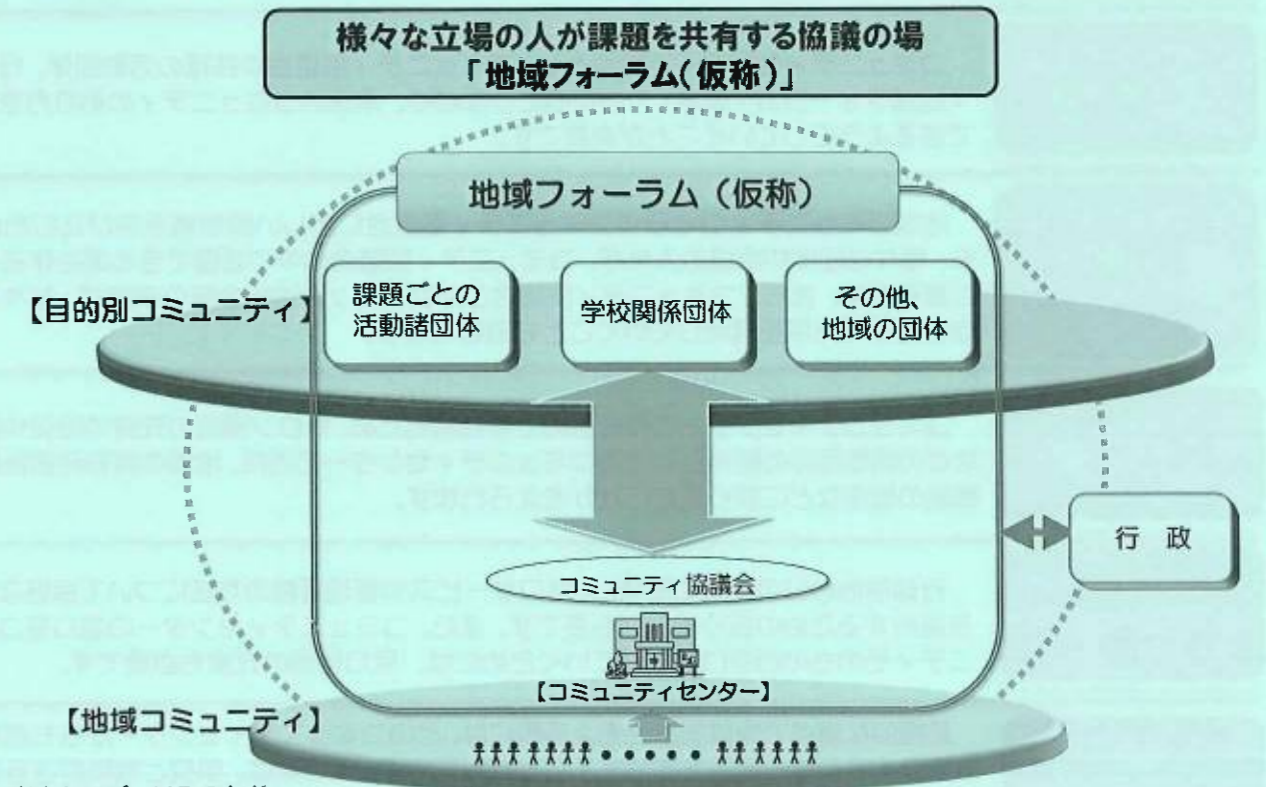 様々な立場の人が課題を共有する協議の場
「地域フォーラム(仮称)」
地域フォーラム（仮称）
【目的別コミュニティ】
課題ごとの
活動諸団体
学校関係団体
その他、
地域の団体
行 政
コミュニティ協議会
【コミュニティセンター】
【地域コミュニティ】